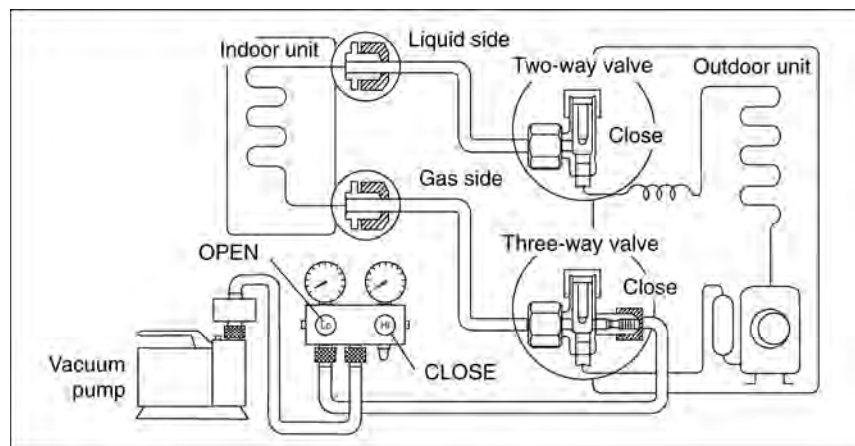 Indoor unit
Liquid side
Two-way valve
Outdoor unit
Close
Gas side
OPEN
Three-way valve
Close
Lo
HI
Vacuum
pump
CLOSE